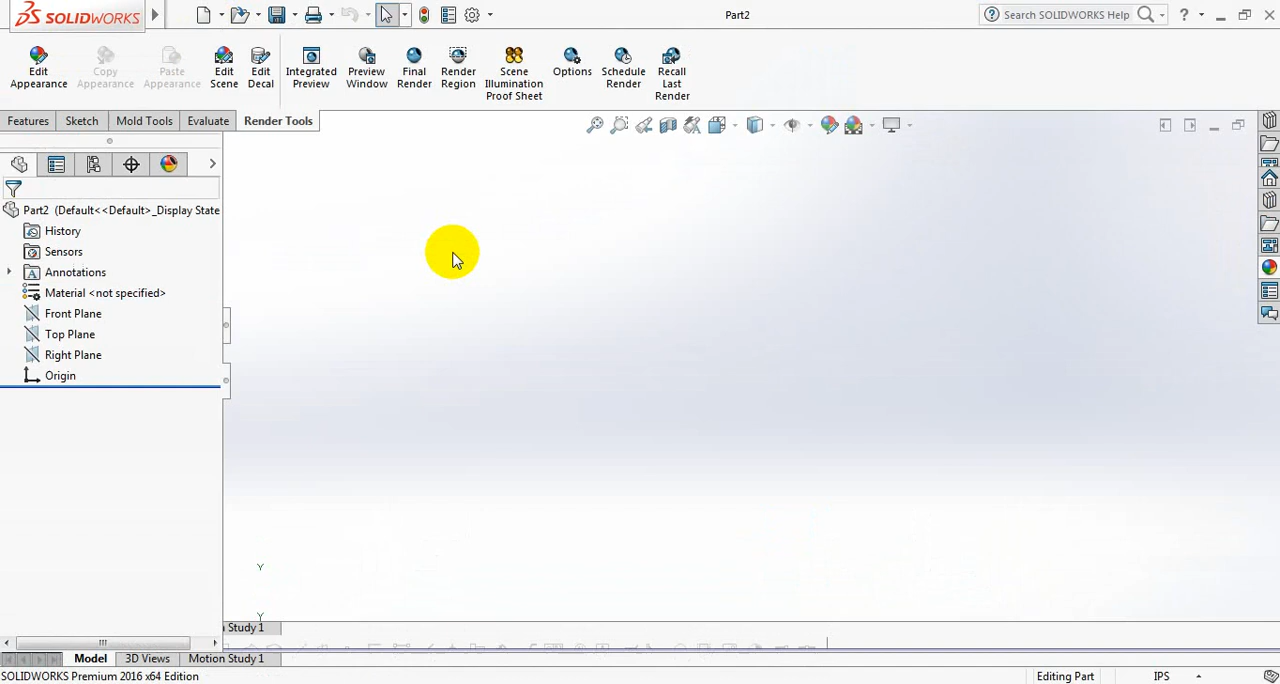 SOLIDWORKS
Part2
Search SOLIDWORKS Help
?
Edit Appearance
Copy Appearance
Paste Appearance
Edit Scene
Edit Decal
Integrated Preview
Preview Window
Final Render
Render Region
Scene Illumination Proof Sheet
Options
Schedule Render
Recall Last Render
Features
Sketch
Mold Tools
Evaluate
Render Tools
Part2 (Default<<Default>_Display State
History
Sensors
Annotations
Material <not specified>
Front Plane
Top Plane
Right Plane
Origin
Y
Y
Study 1
Model
3D Views
Motion Study 1
SOLIDWORKS Premium 2016 x64 Edition
Editing Part
IPS